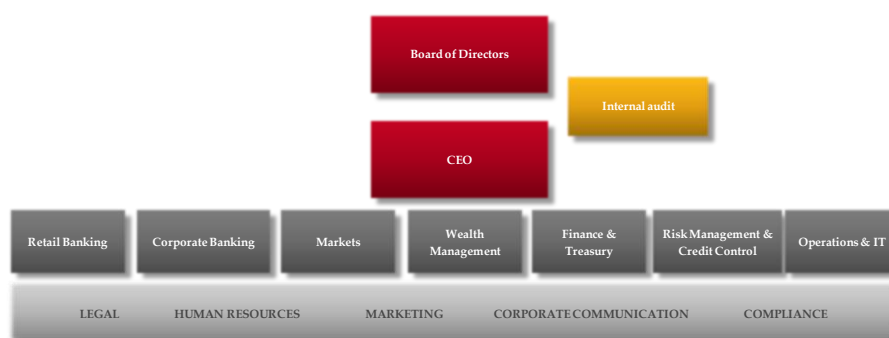 Board of Directors
Internal audit
CEO
Retail Banking
Corporate Banking
Markets
Wealth
Management
Finance &
Treasury
Risk Management &
Credit Control
Operations & IT
LEGAL
HUMAN RESOURCES
MARKETING
CORPORATE COMMUNICATION
COMPLIANCE